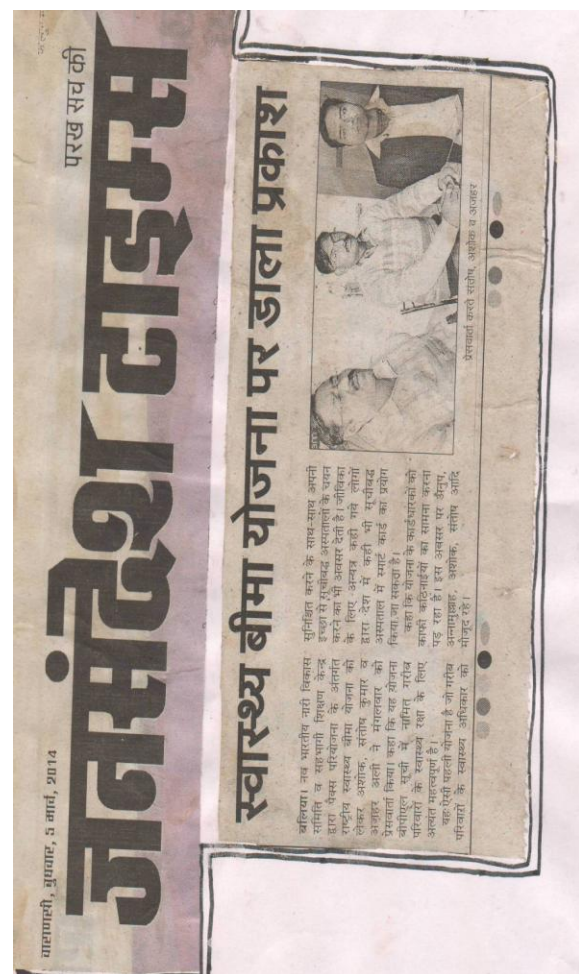 परख सच की
जनसंदेश टाइम्स
वाराणसी, बुधवार, 5 मार्च, 2014
स्वास्थ्य बीमा योजना पर डाला प्रकाश
बलिया। नव भारतीय नारी विकास
समिति व सहभागी शिक्षण केन्द्र
द्वारा पैक्स परियोजना के अंतर्गत
राष्ट्रीय स्वास्थ्य बीमा योजना को
लेकर अशोक, संतोष कुमार व
अजहर अली ने मंगलवार को
प्रेसवार्ता किया। कहा कि यह योजना
बीपीएल सूची में नामित गरीब
परिवारों के स्वास्थ्य रक्षा के लिए
अत्यंत महत्वपूर्ण है।
यह ऐसी पहली योजना है जो गरीब
परिवारों के स्वास्थ्य अधिकार को
सुनिश्चित करने के साथ-साथ अपनी
इच्छा से सूचीबद्ध अस्पतालों के चयन
करने का भी अवसर देती है। जीविका
के लिए अन्यत्र कहीं गये लोगों
द्वारा देश में कहीं भी सूचीबद्ध
अस्पताल में स्मार्ट कार्ड का प्रयोग
किया जा सकता है।
कहा कि योजना के कार्डधारकों को
काफी कठिनाईयों का सामना करना
पड़ रहा है। इस अवसर पर
अशोक, संतोष आदि
मौजूद रहे।
प्रेसवार्ता करते संतोष, अशोक व अजहर